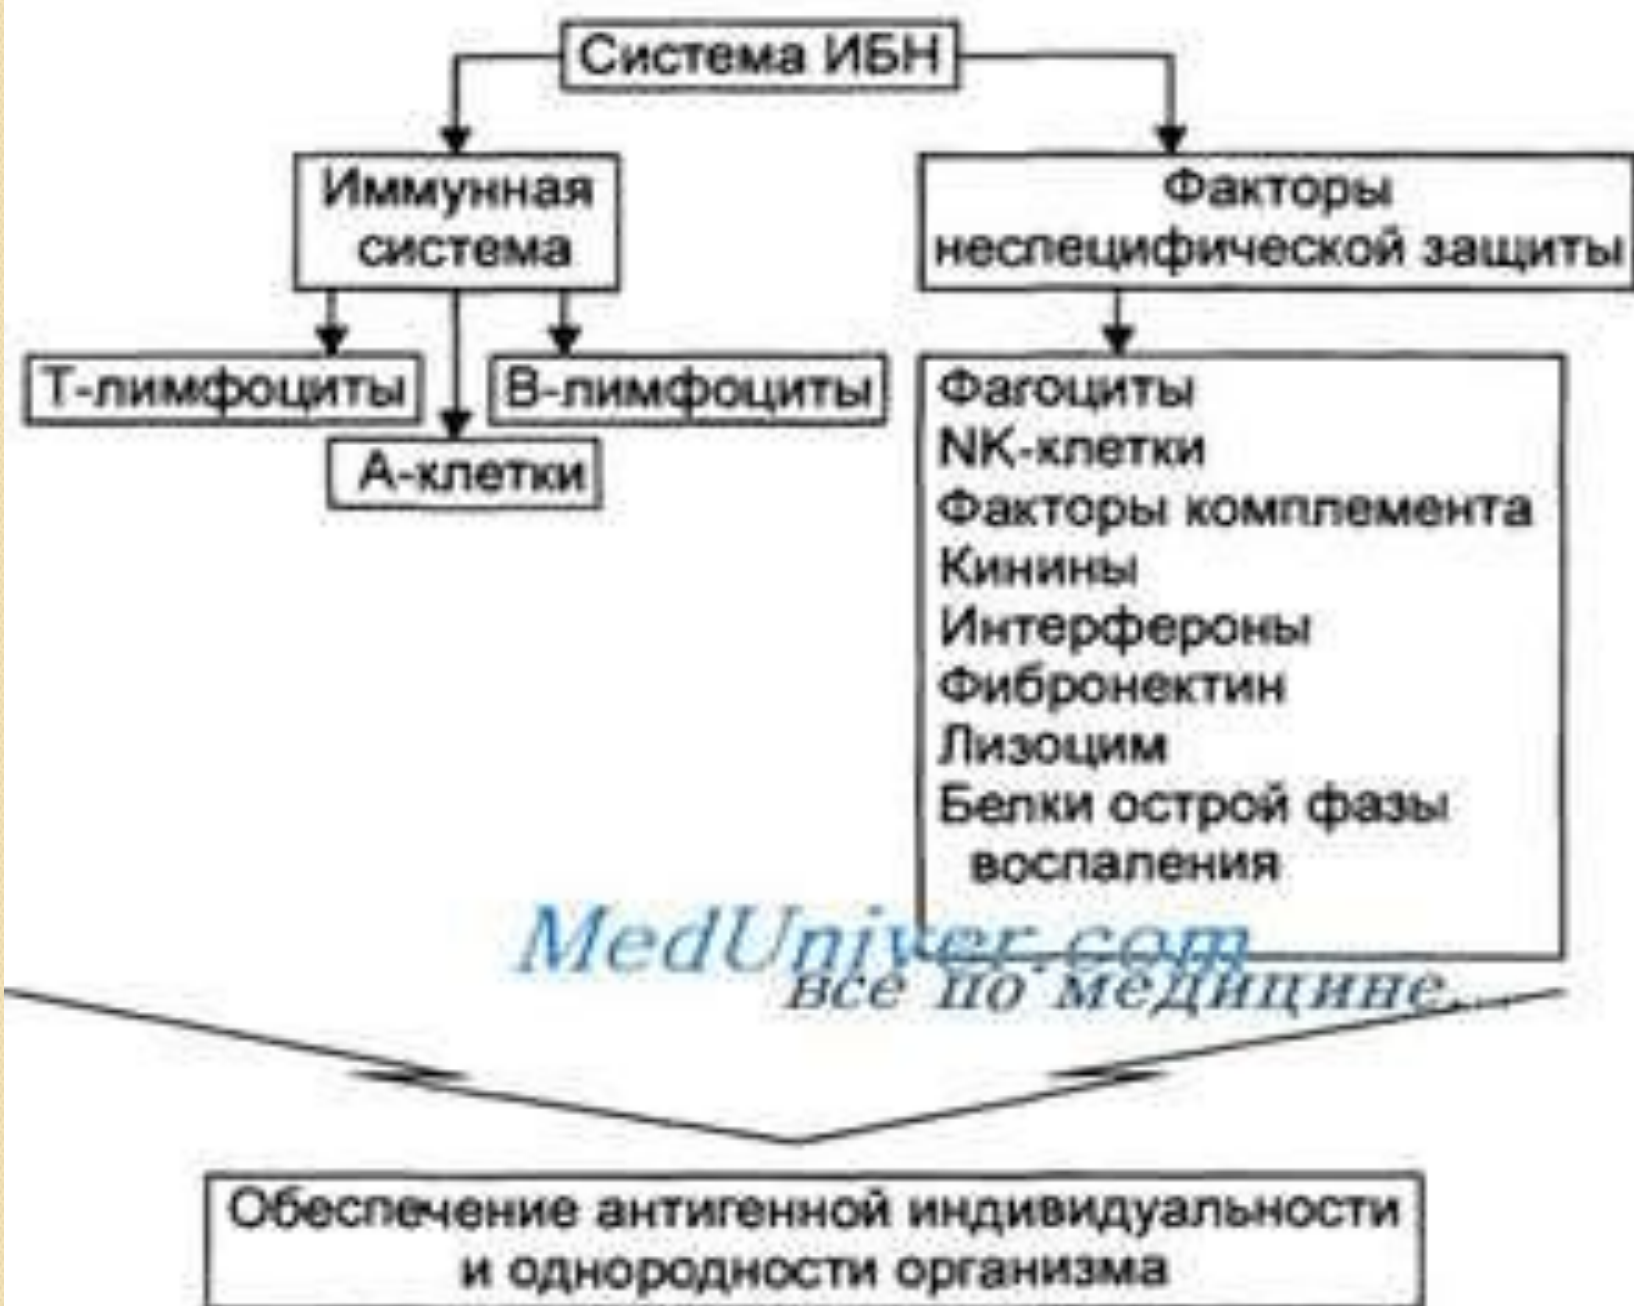 Система ИБН
Иммунная
система
Факторы
неспецифической защиты
Т-лимфоциты
В-лимфоциты
А-клетки
Фагоциты
NK-клетки
Факторы комплемента
Кинины
Интерфероны
Фибронектин
Лизоцим
Белки острой фазы
воспаления
MedUniver.com
все по медицине...
Обеспечение антигенной индивидуальности
и однородности организма